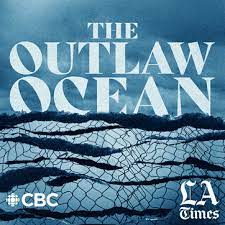 THE
OUTLAW
OCEAN
CBC
LA
Times